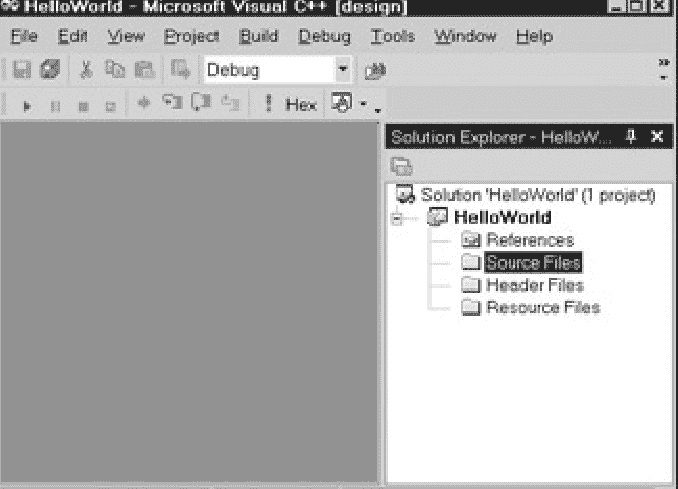 HelloWorld - Microsoft Visual C++ [design]
File Edit View Project Build Debug Tools Window Help
Debug
Hex
Solution Explorer - HelloW...
Solution 'HelloWorld' (1 project)
HelloWorld
References
Source Files
Header Files
Resource Files